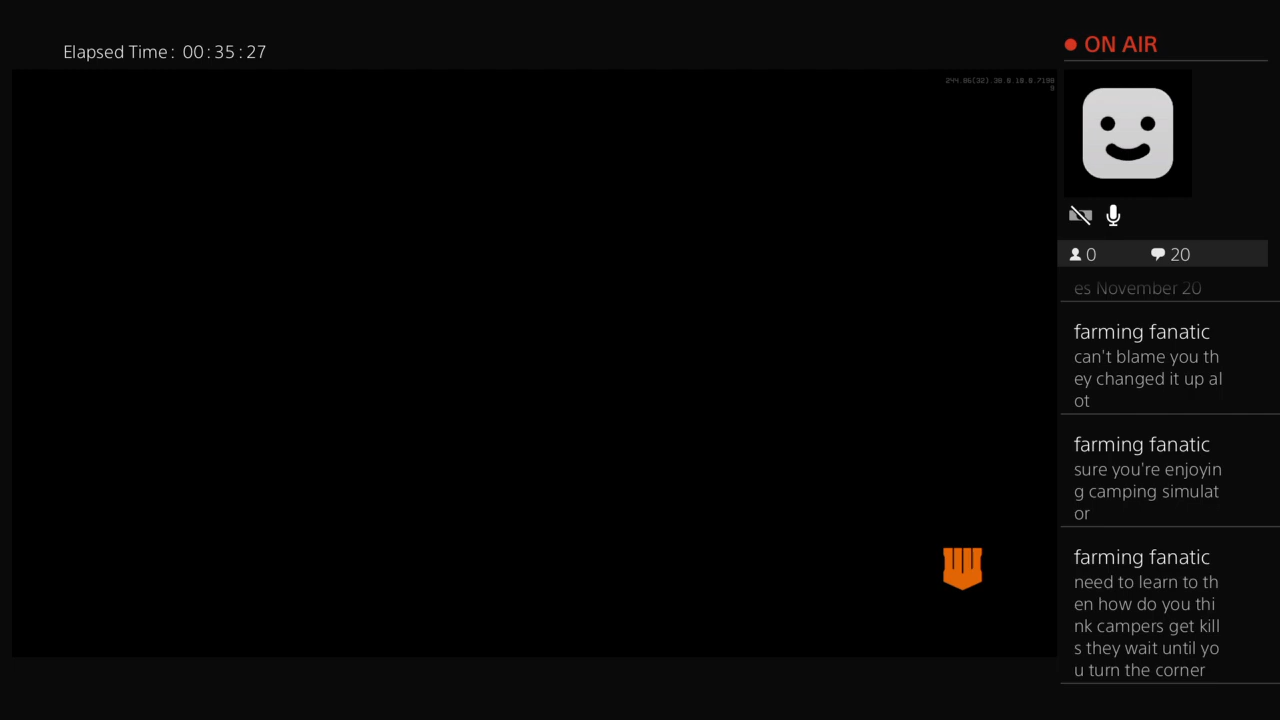 Elapsed Time: 00:35:27
ON AIR
0
20
es November 20
farming fanatic
can't blame you th
ey changed it up al
ot
farming fanatic
sure you're enjoyin
g camping simulat
or
farming fanatic
need to learn to th
en how do you thi
nk campers get kill
s they wait until yo
u turn the corner